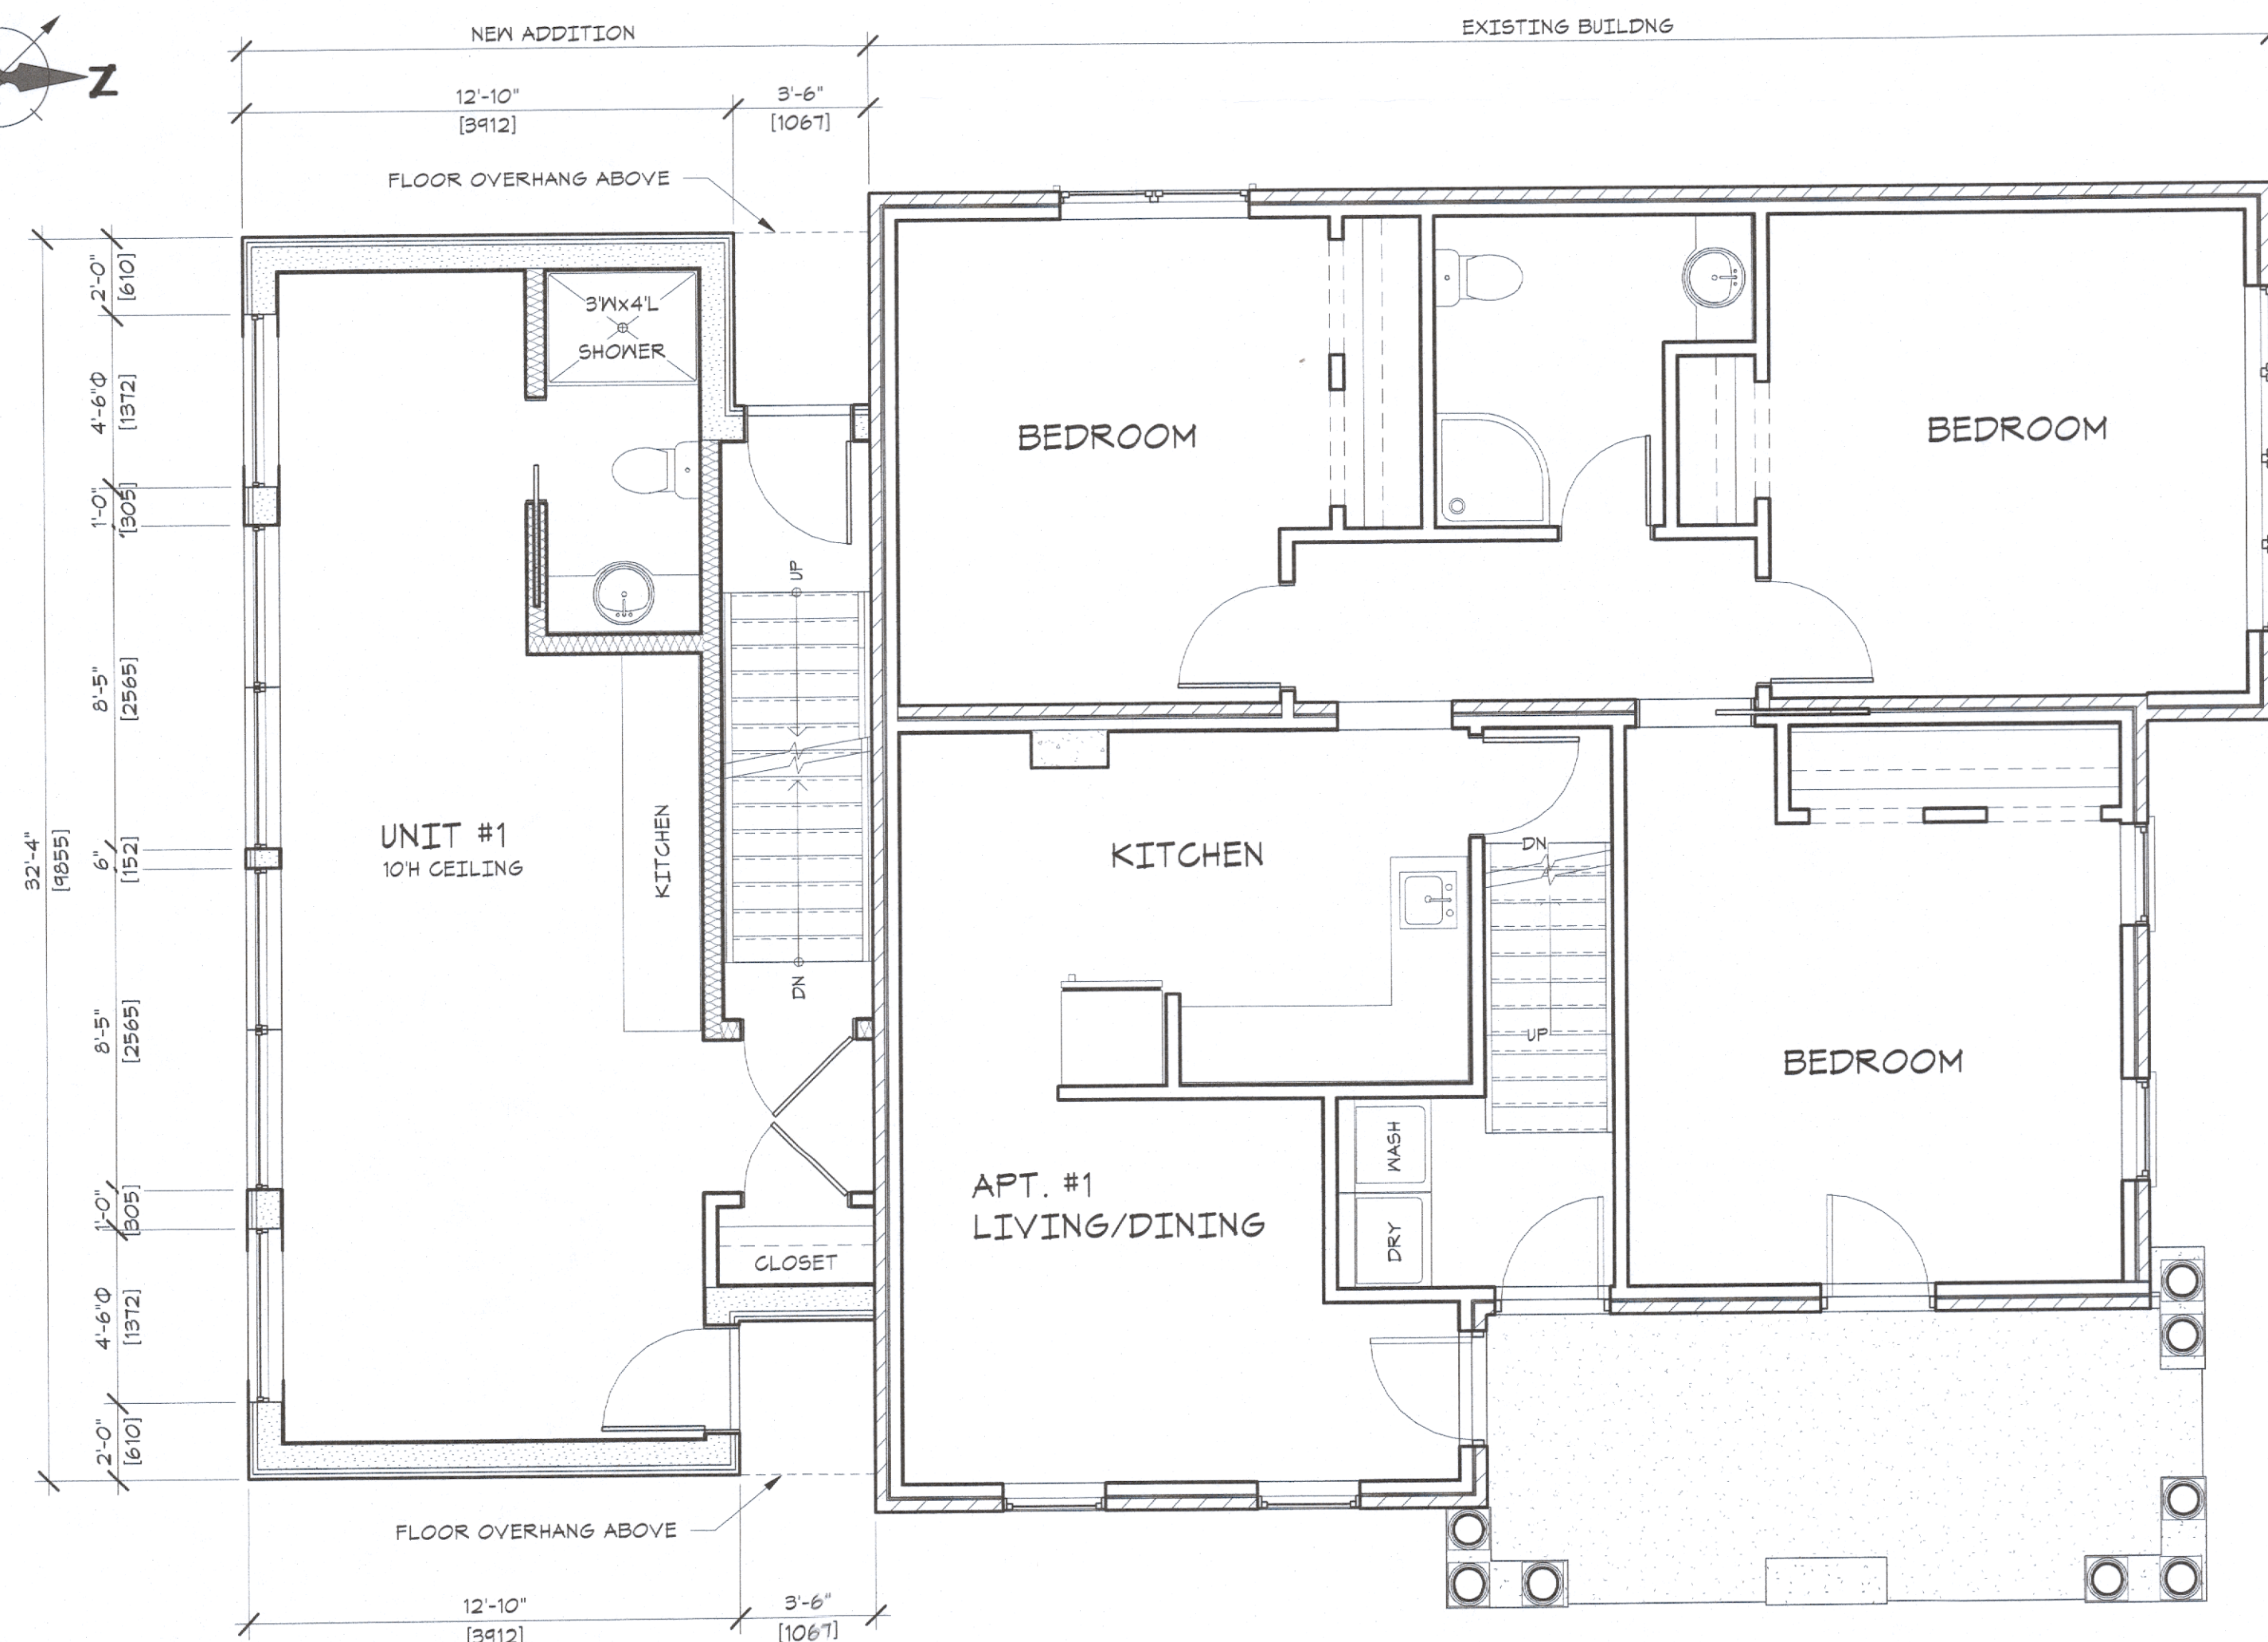 NEW ADDITION
EXISTING BUILDNG
Z
12'-10"
[3912]
3'-6"
[1067]
FLOOR OVERHANG ABOVE
2'-0"
[610]
4'-6"Φ
[1372]
1'-0"
[305]
8'-5"
[2565]
6"
[152]
32'-4"
[9855]
8'-5"
[2565]
1'-0"
[305]
4'-6"Φ
[1372]
2'-0"
[610]
3'Wx4'L
SHOWER
UP
UNIT #1
10'H CEILING
KITCHEN
DN
CLOSET
BEDROOM
BEDROOM
KITCHEN
DN
UP
BEDROOM
WASH
DRY
APT. #1
LIVING/DINING
FLOOR OVERHANG ABOVE
12'-10"
[3912]
3'-6"
[1067]